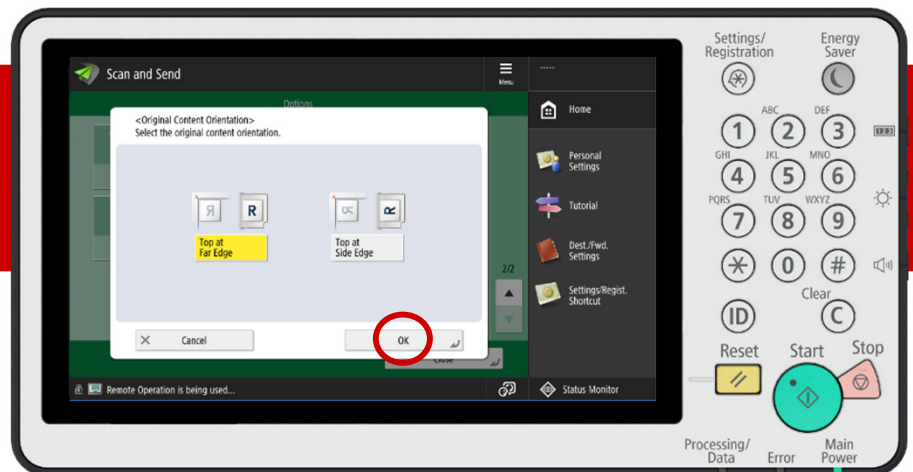 Scan and Send
Menu
-----
Options
<Original Content Orientation>
Select the original content orientation.
R R
R R
Top at
Far Edge
Top at
Side Edge
2/2
Cancel
OK
Close
Remote Operation is being used...
Home
Personal
Settings
Tutorial
Dest./Fwd.
Settings
Settings/Regist.
Shortcut
Status Monitor
Settings/
Registration
Energy
Saver
ABC DEF
1 2 3
GHI JKL MNO
4 5 6
PQRS TUV WXYZ
7 8 9
0 #
Clear
ID C
Reset Start Stop
Processing/
Data
Error
Main
Power